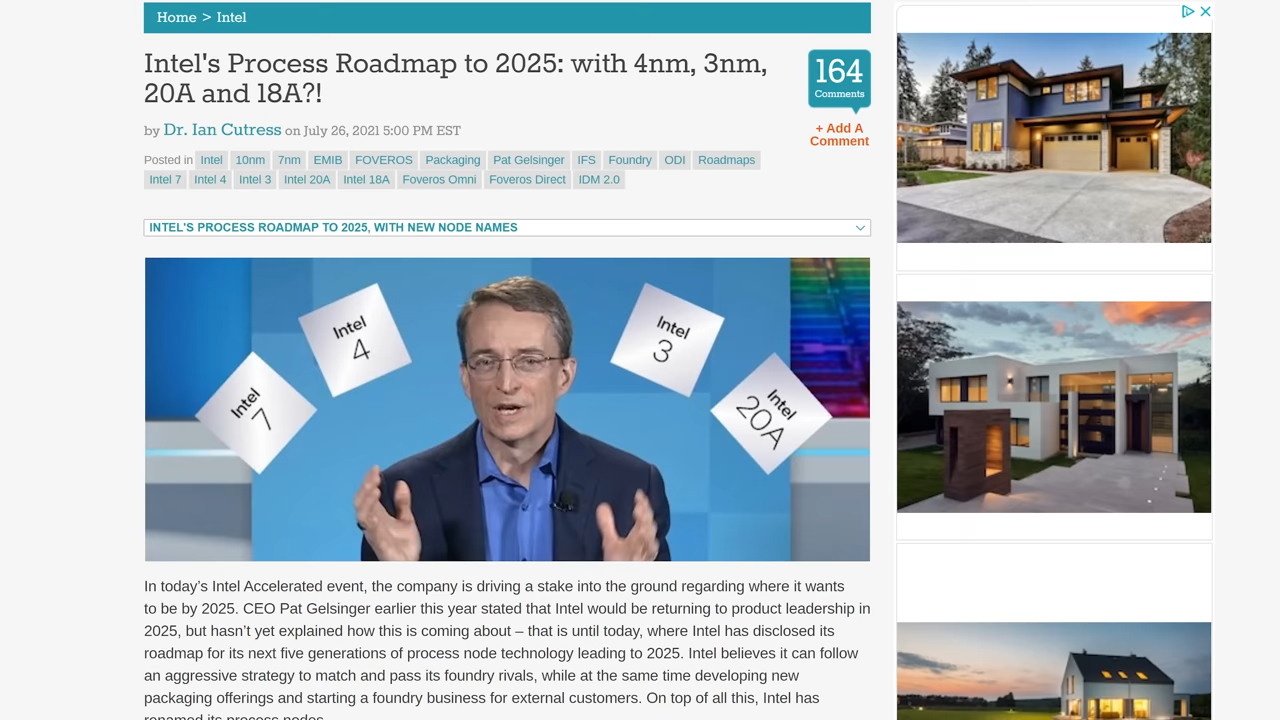 Home > Intel
Intel's Process Roadmap to 2025: with 4nm, 3nm,
20A and 18A?!
164
Comments
by Dr. Ian Cutress on July 26, 2021 5:00 PM EST
+ Add A
Comment
Posted in Intel 10nm 7nm EMIB FOVEROS Packaging Pat Gelsinger IFS Foundry ODI Roadmaps
Intel 7 Intel 4 Intel 3 Intel 20A Intel 18A Foveros Omni Foveros Direct IDM 2.0
INTEL'S PROCESS ROADMAP TO 2025, WITH NEW NODE NAMES
Intel
7
Intel
4
Intel
3
Intel
20A
In today’s Intel Accelerated event, the company is driving a stake into the ground regarding where it wants
to be by 2025. CEO Pat Gelsinger earlier this year stated that Intel would be returning to product leadership in
2025, but hasn’t yet explained how this is coming about – that is until today, where Intel has disclosed its
roadmap for its next five generations of process node technology leading to 2025. Intel believes it can follow
an aggressive strategy to match and pass its foundry rivals, while at the same time developing new
packaging offerings and starting a foundry business for external customers. On top of all this, Intel has
renamed its process nodes.